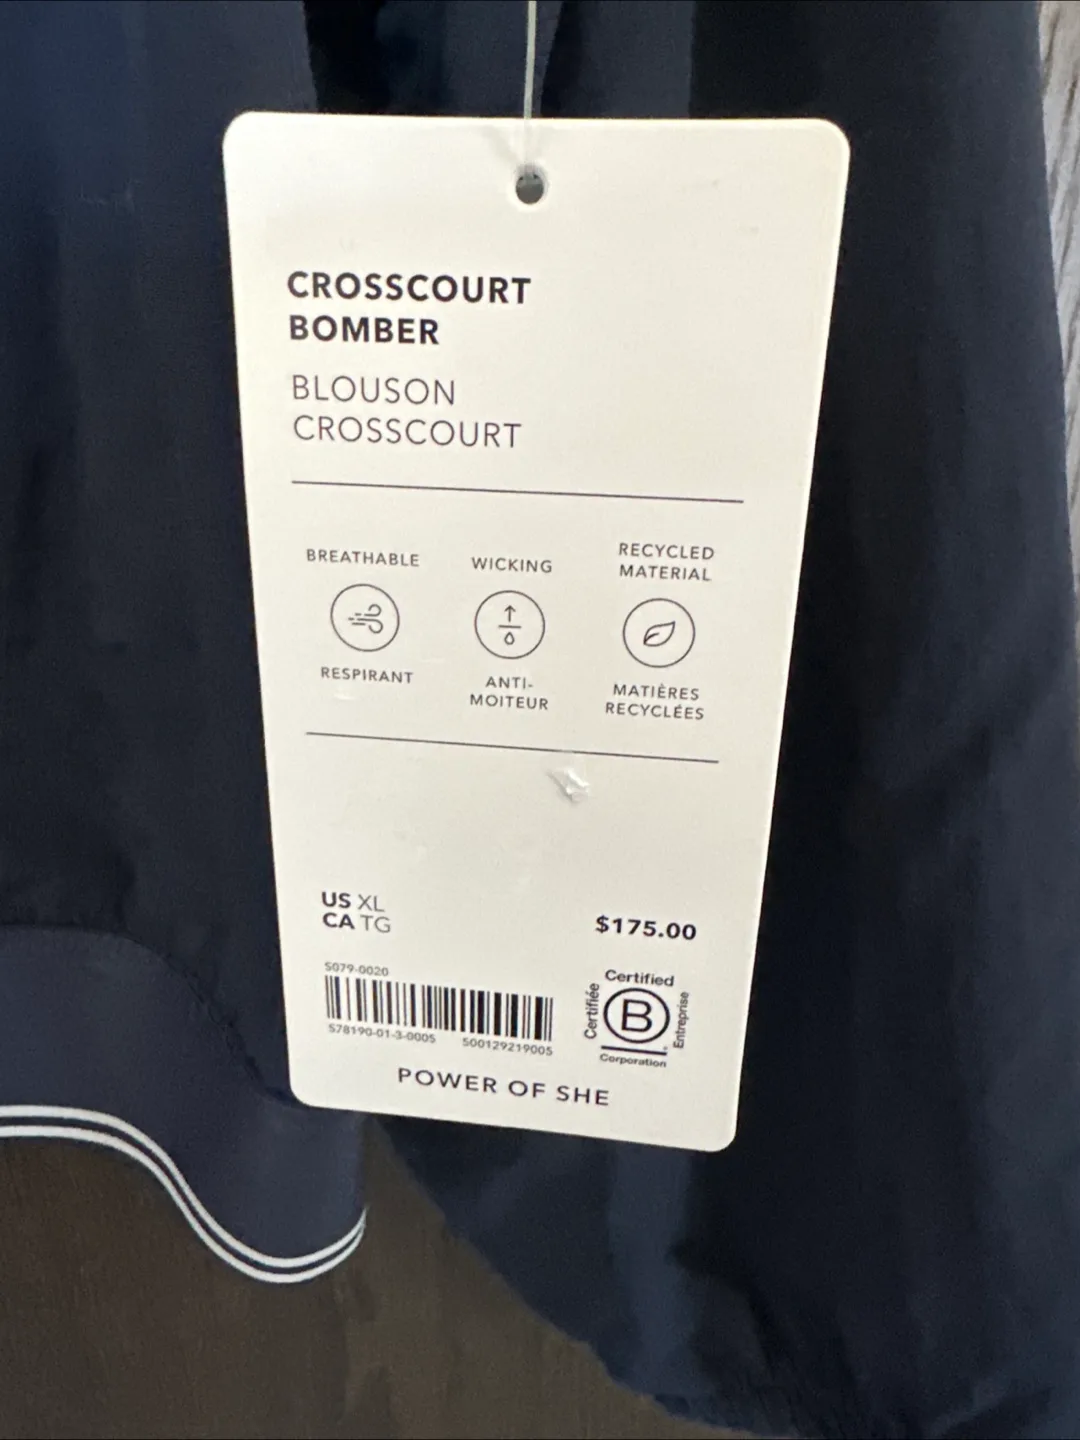 CROSSCOURT
BOMBER
BLOUSON
CROSSCOURT
BREATHABLE
RESPIRANT
WICKING
ANTI-
MOITEUR
RECYCLED
MATERIAL
MATIÈRES
RECYCLÉES
US XL
CA TG
$175.00
5079-0020
578190-01-3-0005 500129219005
Certified
Certifiée
B
Entreprise
Corporation
POWER OF SHE